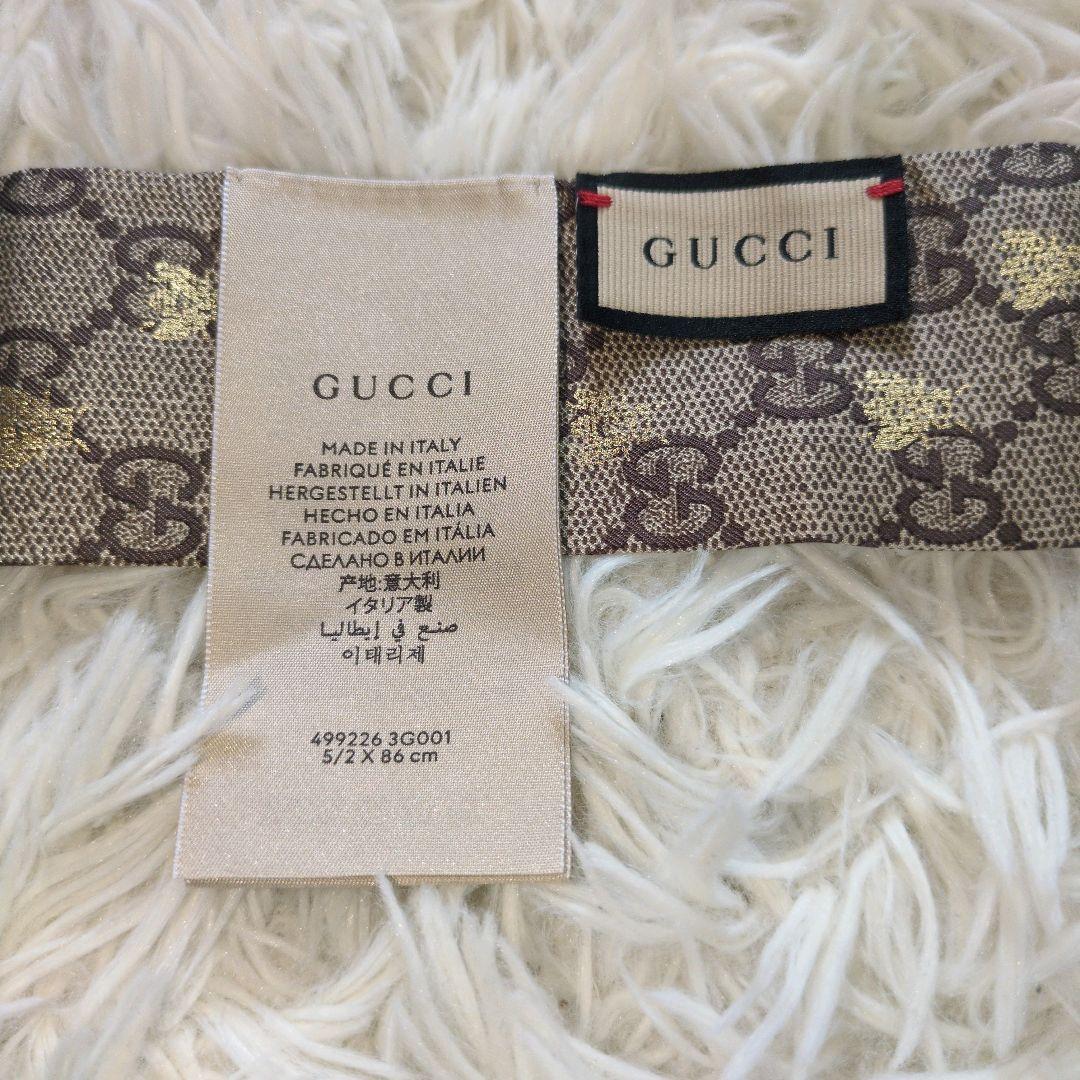 GUCCI
GUCCI
MADE IN ITALY
FABRIQUÉ EN ITALIE
HERGESTELLT IN ITALIEN
HECHO EN ITALIA
FABRICADO EM ITÁLIA
СДЕЛАНО В ИТАЛИИ
产地:意大利
イタリア製
صنع في إيطاليا
이태리제
499226 3G001
5/2 X 86 cm